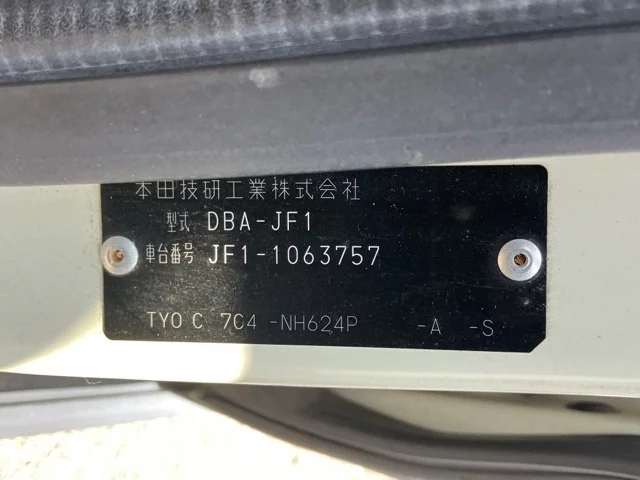 本田技研工業株式会社
型式 DBA-JF1
車台番号 JF1-1063757
TYO C 7C4 -NH624P -A -S